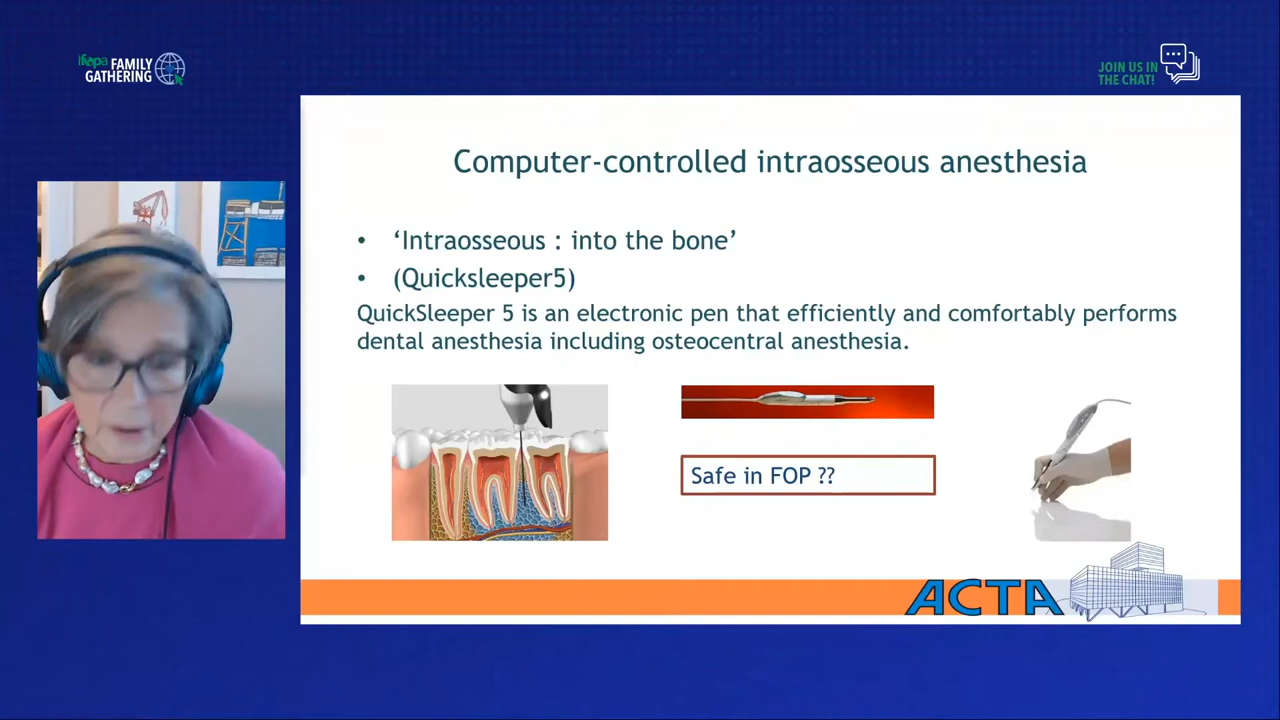 ifopa FAMILY
GATHERING
JOIN US IN
THE CHAT!
Computer-controlled intraosseous anesthesia
• ‘Intraosseous : into the bone’
• (Quicksleeper5)
QuickSleeper 5 is an electronic pen that efficiently and comfortably performs
dental anesthesia including osteocentral anesthesia.
Safe in FOP ??
ACTA